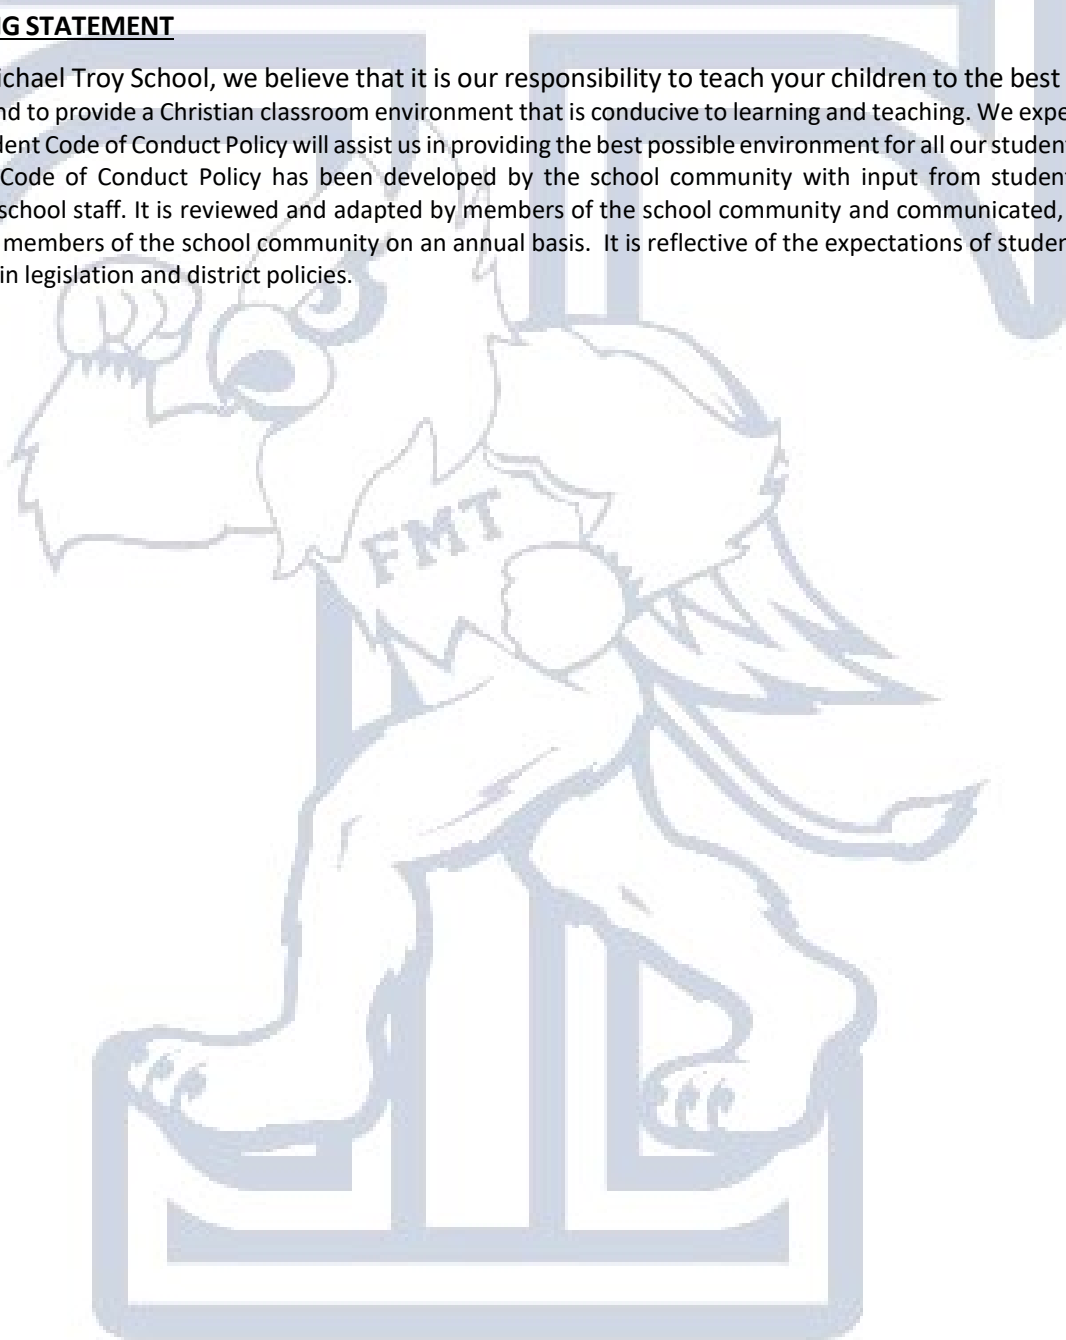 G STATEMENT
ichael Troy School, we believe that it is our responsibility to teach your children to the best
nd to provide a Christian classroom environment that is conducive to learning and teaching. We expe
dent Code of Conduct Policy will assist us in providing the best possible environment for all our student
Code of Conduct Policy has been developed by the school community with input from student
school staff. It is reviewed and adapted by members of the school community and communicated,
members of the school community on an annual basis. It is reflective of the expectations of studen
in legislation and district policies.
FMT